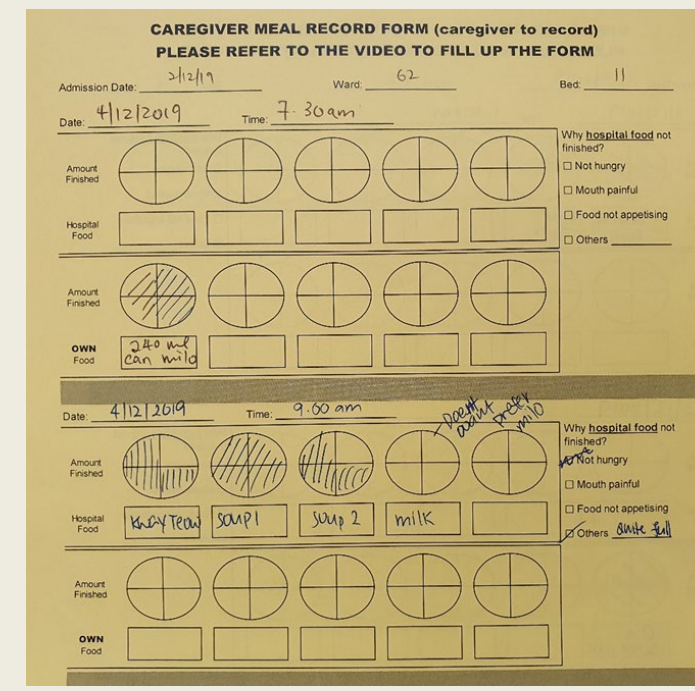 CAREGIVER MEAL RECORD FORM (caregiver to record)
PLEASE REFER TO THE VIDEO TO FILL UP THE FORM
Admission Date: 2/12/19 Ward: 62 Bed: 11
Date: 4/12/2019 Time: 7.30am
Why hospital food not
finished?
Amount
Finished
Not hungry
Mouth painful
Hospital
Food
Food not appetising
Others
Amount
Finished
OWN
Food
240 ml
can milo
Date: 4/12/2019 Time: 9.00 am
Doesn't want
prefer milo
Why hospital food not
finished?
Amount
Finished
Not hungry
Mouth painful
Hospital
Food
Soup 1 Soup 2 milk
Food not appetising
Others quite full
Amount
Finished
OWN
Food